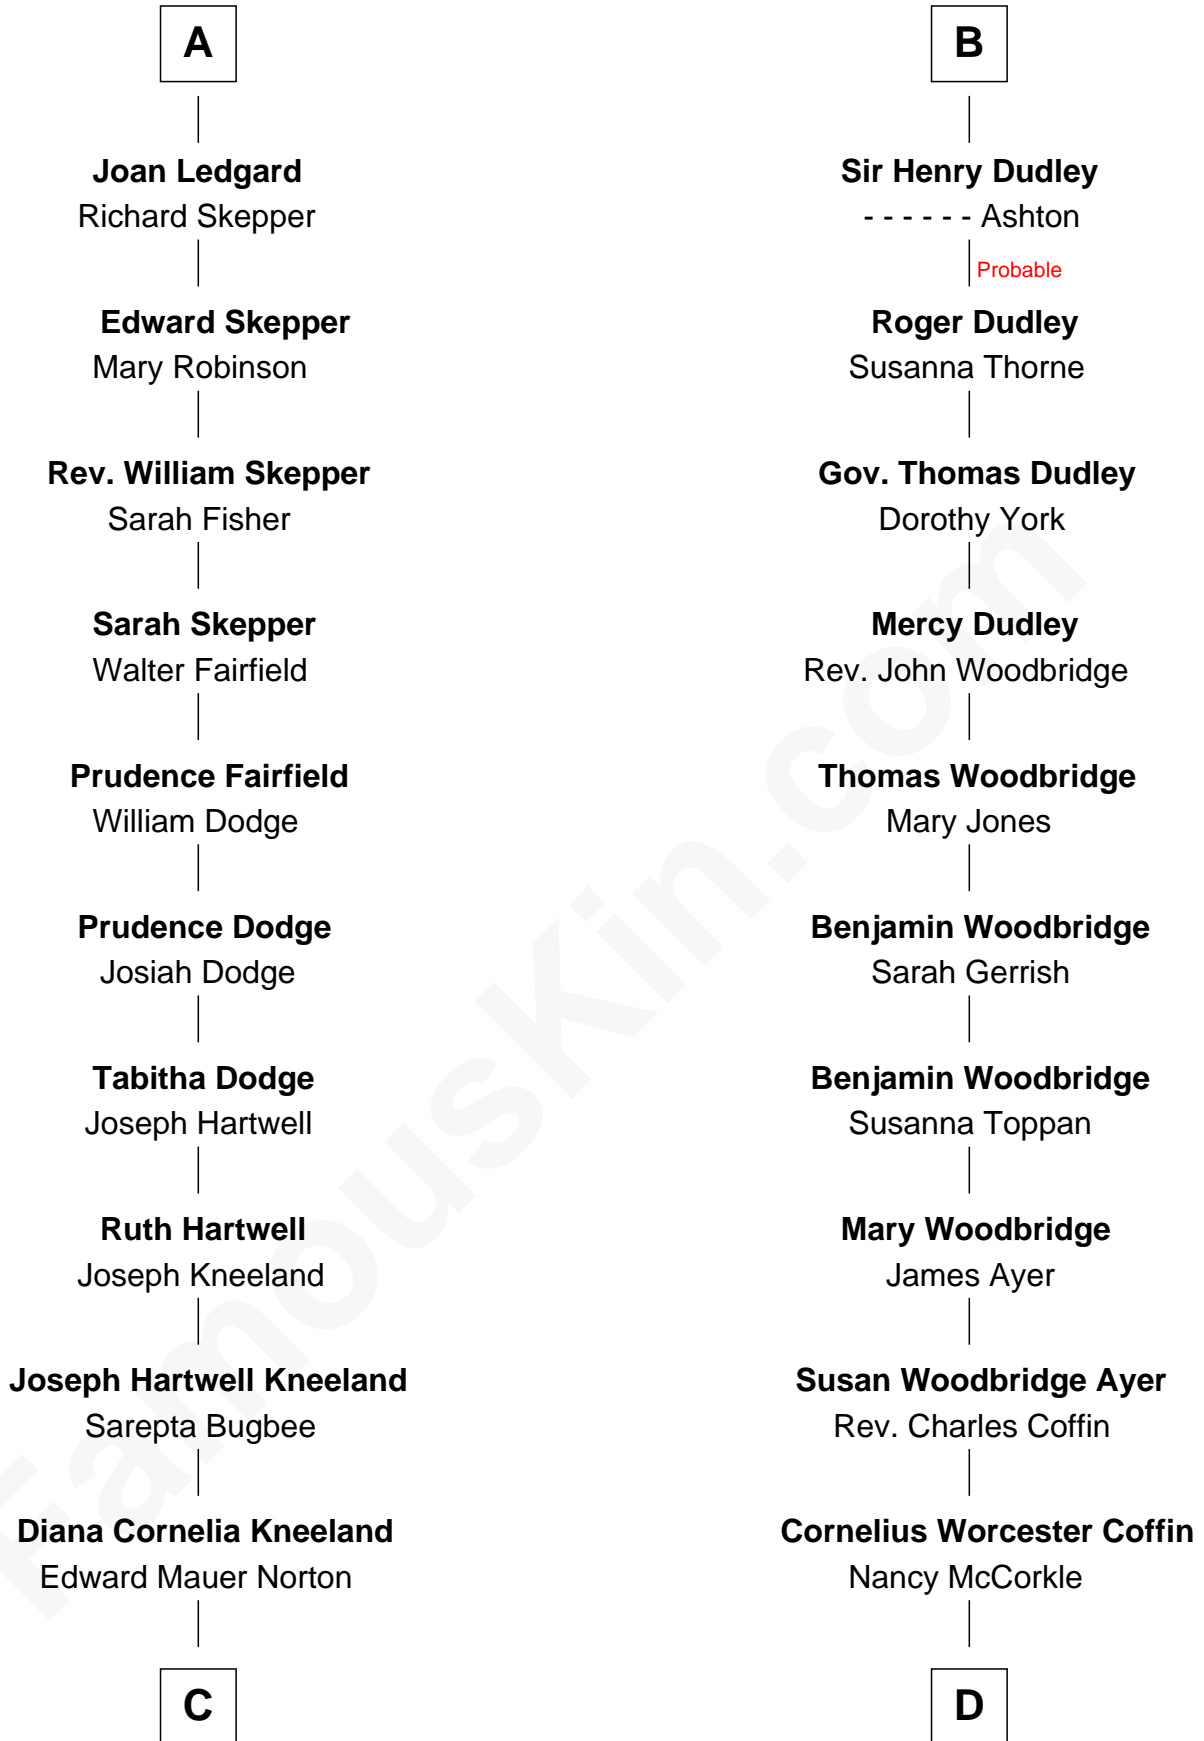 A
Joan Ledgard
Richard Skepper
Edward Skepper
Mary Robinson
Rev. William Skepper
Sarah Fisher
Sarah Skepper
Walter Fairfield
Prudence Fairfield
William Dodge
Prudence Dodge
Josiah Dodge
Tabitha Dodge
Joseph Hartwell
Ruth Hartwell
Joseph Kneeland
Joseph Hartwell Kneeland
Sarepta Bugbee
Diana Cornelia Kneeland
Edward Mauer Norton
C
B
Sir Henry Dudley
- - - - - - Ashton
Probable
Roger Dudley
Susanna Thorne
Gov. Thomas Dudley
Dorothy York
Mercy Dudley
Rev. John Woodbridge
Thomas Woodbridge
Mary Jones
Benjamin Woodbridge
Sarah Gerrish
Benjamin Woodbridge
Susanna Toppan
Mary Woodbridge
James Ayer
Susan Woodbridge Ayer
Rev. Charles Coffin
Cornelius Worcester Coffin
Nancy McCorkle
D
FamousKin.com